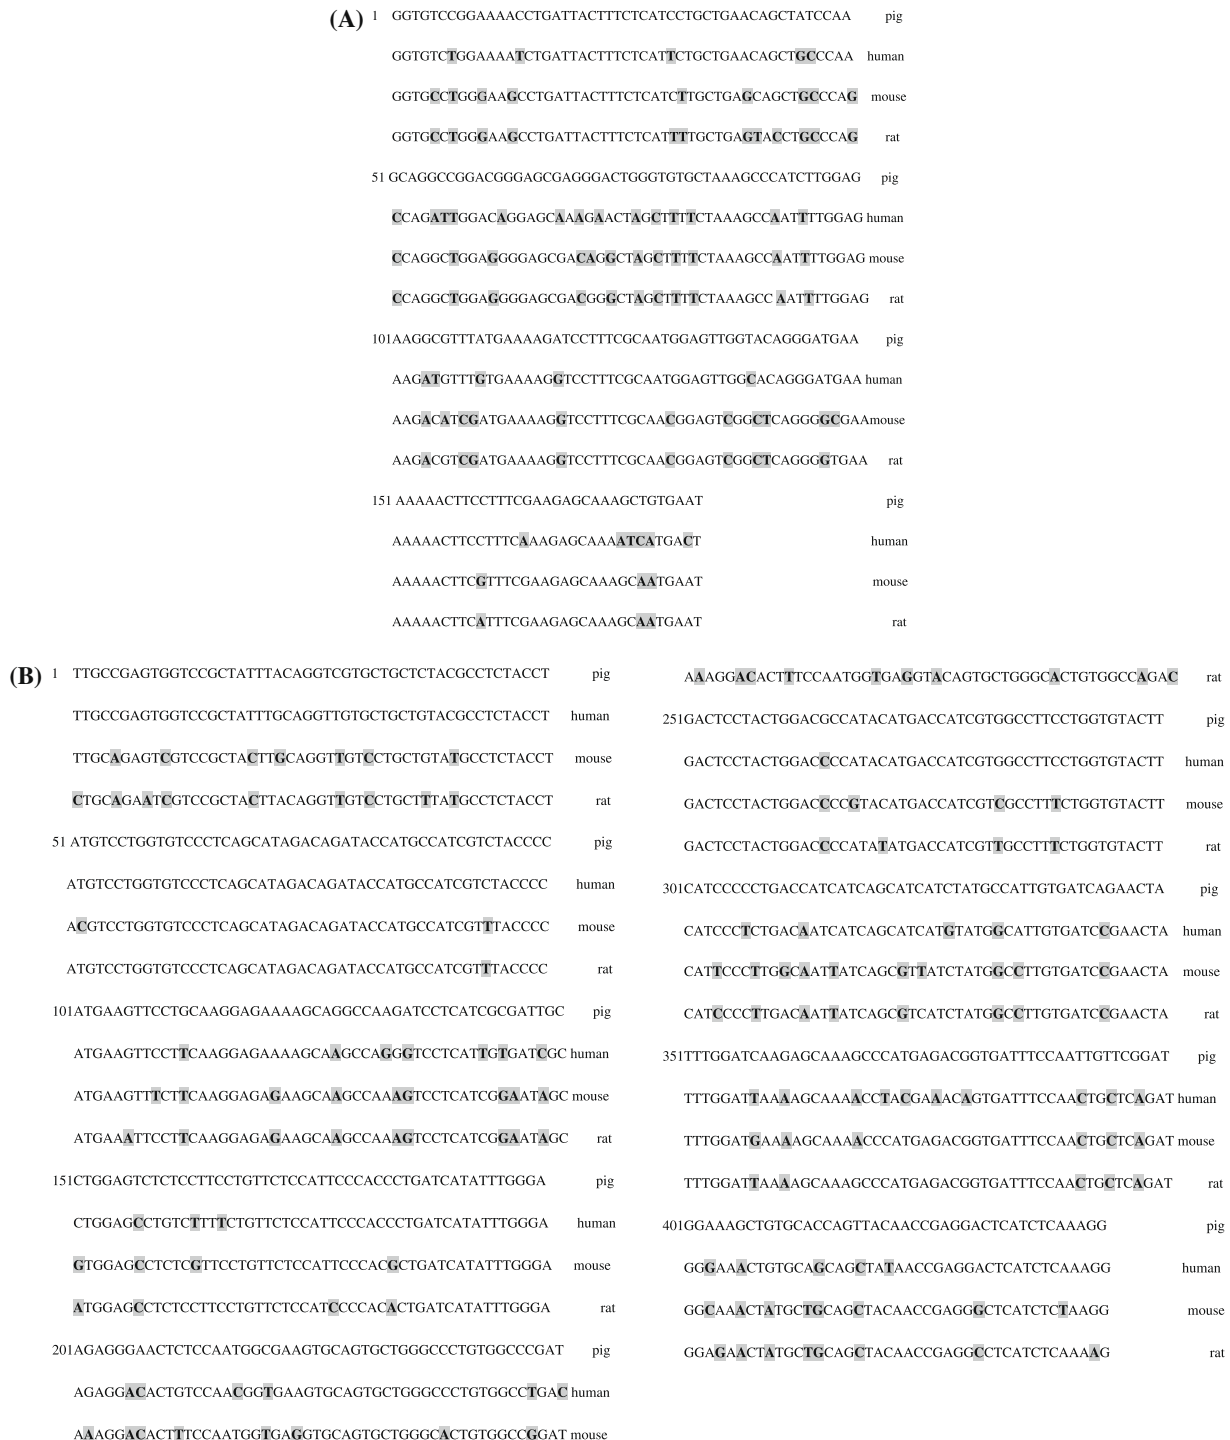 (A) 1 GGTGTCCGGAAAACCTGATTACTTTCTCATCCTGCTGAACAGCTATCCAA pig
GGTGTCTGGAAAATCTGATTACTTTCTCATTCTGCTGAACAGCTGCCCAA human
GGTGCCTGGGAAGCCTGATTACTTTCTCATCTTGCTGAGCAGCTGCCCAG mouse
GGTGCCTGGGAAGCCTGATTACTTTCTCATTTTGCTGAGTACCTGCCCAG rat
51 GCAGGCCGGACGGGAGCGAGGGACTGGGTGTGCTAAAGCCCATCTTGGAG pig
CCAGATTGGACAGGAGCAAAGAACTAGCTTTTCTAAAGCCAATTTTGGAG human
CCAGGCTGGAGGGGAGCGACAGGCTAGCTTTTCTAAAGCCAATTTTGGAG mouse
CCAGGCTGGAGGGGAGCGACGGGCTAGCTTTTCTAAAGCC AATTTTGGAG rat
101AAGGCGTTTATGAAAAGATCCTTTCGCAATGGAGTTGGTACAGGGATGAA pig
AAGATGTTTGTGAAAAGGTCCTTTCGCAATGGAGTTGGCACAGGGATGAA human
AAGACATCGATGAAAAGGTCCTTTCGCAACGGAGTCGGCTCAGGGGCGAAmouse
AAGACGTCGATGAAAAGGTCCTTTCGCAACGGAGTCGGCTCAGGGGTGAA rat
151 AAAAACTTCCTTTCGAAGAGCAAAGCTGTGAAT pig
AAAAACTTCCTTTCAAAGAGCAAAATCATGACT human
AAAAACTTCGTTTCGAAGAGCAAAGCAATGAAT mouse
AAAAACTTCATTTCGAAGAGCAAAGCAATGAAT rat
(B) 1 TTGCCGAGTGGTCCGCTATTTACAGGTCGTGCTGCTCTACGCCTCTACCT pig
TTGCCGAGTGGTCCGCTATTTGCAGGTTGTGCTGCTGTACGCCTCTACCT human
TTGCAGAGTCGTCCGCTACTTGCAGGTTGTCCTGCTGTATGCCTCTACCT mouse
CTGCAGAATCGTCCGCTACTTACAGGTTGTCCTGCTTTATGCCTCTACCT rat
51 ATGTCCTGGTGTCCCTCAGCATAGACAGATACCATGCCATCGTCTACCCC pig
ATGTCCTGGTGTCCCTCAGCATAGACAGATACCATGCCATCGTCTACCCC human
ACGTCCTGGTGTCCCTCAGCATAGACAGATACCATGCCATCGTTTACCCC mouse
ATGTCCTGGTGTCCCTCAGCATAGACAGATACCATGCCATCGTTTACCCC rat
101ATGAAGTTCCTGCAAGGAGAAAAGCAGGCCAAGATCCTCATCGCGATTGC pig
ATGAAGTTCCTTCAAGGAGAAAAGCAAGCCAGGGTCCTCATTGTGATCGC human
ATGAAGTTTCTTCAAGGAGAGAAGCAAGCCAAAGTCCTCATCGGAATAGC mouse
ATGAAATTCCTTCAAGGAGAGAAGCAAGCCAAAGTCCTCATCGGAATAGC rat
151CTGGAGTCTCTCCTTCCTGTTCTCCATTCCCACCCTGATCATATTTGGGA pig
CTGGAGCCTGTCTTTTCTGTTCTCCATTCCCACCCTGATCATATTTGGGA human
GTGGAGCCTCTCGTTCCTGTTCTCCATTCCCACGCTGATCATATTTGGGA mouse
ATGGAGCCTCTCCTTCCTGTTCTCCATCCCCACACTGATCATATTTGGGA rat
201AGAGGGAACTCTCCAATGGCGAAGTGCAGTGCTGGGCCCTGTGGCCCGAT pig
AGAGGACACTGTCCAACGGTGAAGTGCAGTGCTGGGCCCTGTGGCCTGAC human
AAAGGACACTTTCCAATGGTGAGGTGCAGTGCTGGGCACTGTGGCCGGAT mouse
AAAGGACACTTTCCAATGGTGAGGTACAGTGCTGGGCACTGTGGCCAGAC rat
251GACTCCTACTGGACGCCATACATGACCATCGTGGCCTTCCTGGTGTACTT pig
GACTCCTACTGGACCCCATACATGACCATCGTGGCCTTCCTGGTGTACTT human
GACTCCTACTGGACCCCGTACATGACCATCGTCGCCTTTCTGGTGTACTT mouse
GACTCCTACTGGACCCCATATATGACCATCGTTGCCTTTCTGGTGTACTT rat
301CATCCCCCTGACCATCATCAGCATCATCTATGCCATTGTGATCAGAACTA pig
CATCCCTCTGACAATCATCAGCATCATGTATGGCATTGTGATCCGAACTA human
CATTCCCTTGGCAATTATCAGCGTTATCTATGGCCTTGTGATCCGAACTA mouse
CATCCCCTTGACAATTATCAGCGTCATCTATGGCCTTGTGATCCGAACTA rat
351TTTGGATCAAGAGCAAAGCCCATGAGACGGTGATTTCCAATTGTTCGGAT pig
TTTGGATTAAAAGCAAAACCTACGAAACAGTGATTTCCAACTGCTCAGAT human
TTTGGATGAAAAGCAAAACCCATGAGACGGTGATTTCCAACTGCTCAGAT mouse
TTTGGATTAAAAGCAAAGCCCATGAGACGGTGATTTCCAACTGCTCAGAT rat
401GGAAAGCTGTGCACCAGTTACAACCGAGGACTCATCTCAAAGG pig
GGGAAACTGTGCAGCAGCTATAACCGAGGACTCATCTCAAAGG human
GGCAAACTATGCTGCAGCTACAACCGAGGGCTCATCTCTAAGG mouse
GGAGAACTATGCTGCAGCTACAACCGAGGCCTCATCTCAAAAG rat